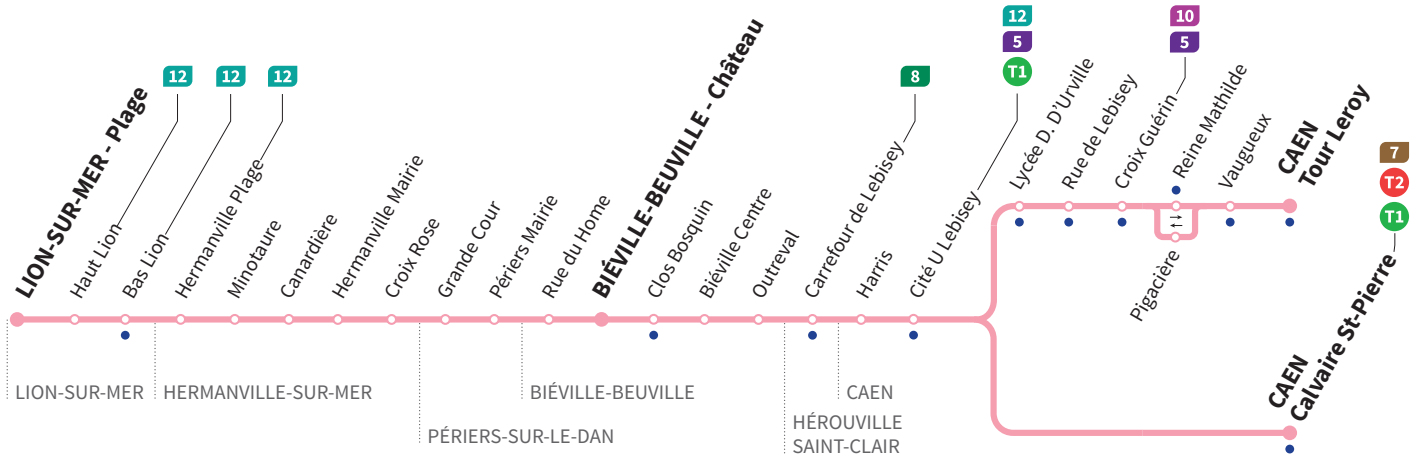 12
12
12
8
12
5
T1
10
5
7
T2
T1
LION-SUR-MER - Plage
Haut Lion
Bas Lion
Hermanville Plage
Minotaure
Canardière
Hermanville Mairie
Croix Rose
Grande Cour
Périers Mairie
Rue du Home
BIÉVILLE-BEUVILLE - Château
Clos Bosquin
Biéville Centre
Outreval
Carrefour de Lebisey
Harris
Cité U Lebisey
Lycée D. D'Urville
Rue de Lebisey
Croix Guérin
Reine Mathilde
Pigacière
Vaugueux
CAEN
Tour Leroy
CAEN
Calvaire St-Pierre
LION-SUR-MER
HERMANVILLE-SUR-MER
PÉRIERS-SUR-LE-DAN
BIÉVILLE-BEUVILLE
HÉROUVILLE
SAINT-CLAIR
CAEN